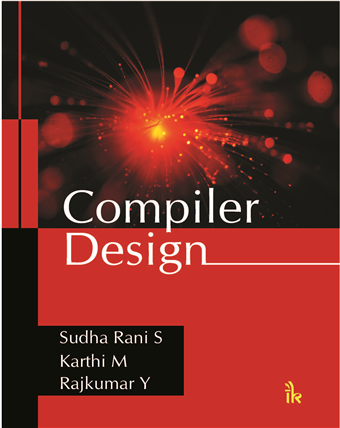 Compiler
Design
Sudha Rani S
Karthi M
Rajkumar Y
ik